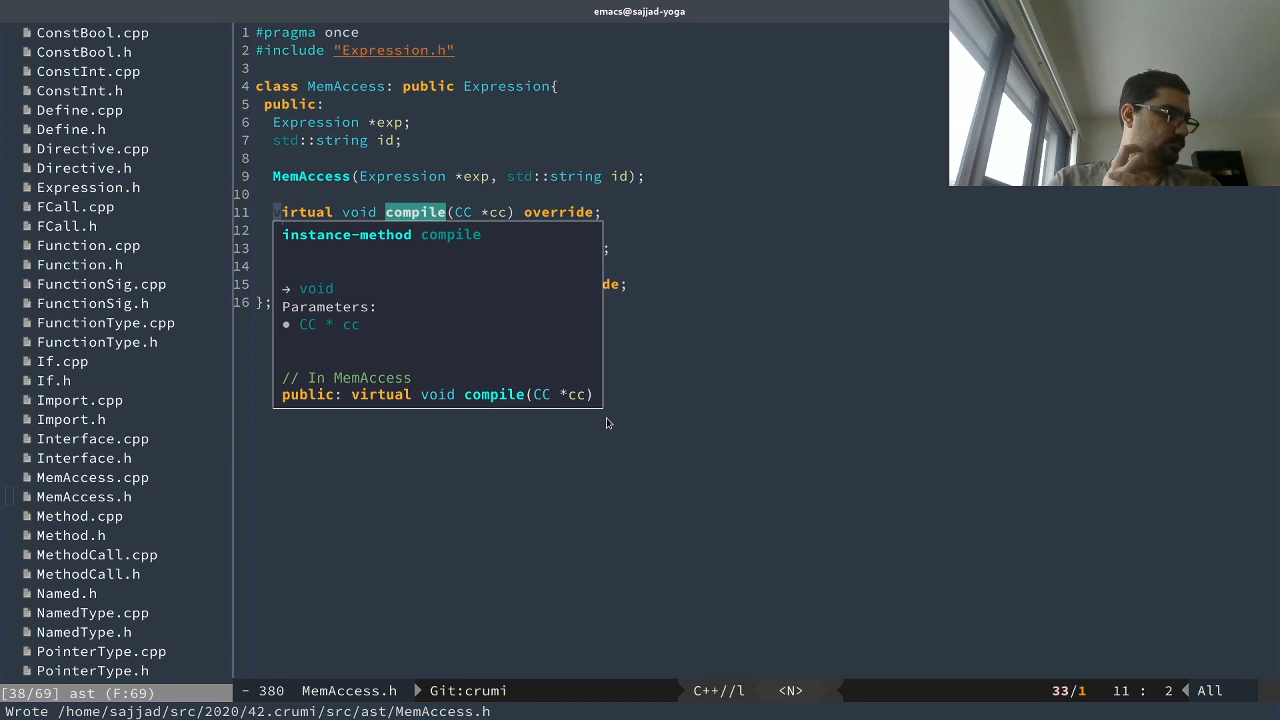 emacs@sajjad-yoga
ConstBool.cpp
ConstBool.h
ConstInt.cpp
ConstInt.h
Define.cpp
Define.h
Directive.cpp
Directive.h
Expression.h
FCall.cpp
FCall.h
Function.cpp
Function.h
FunctionSig.cpp
FunctionSig.h
FunctionType.cpp
FunctionType.h
If.cpp
If.h
Import.cpp
Import.h
Interface.cpp
Interface.h
MemAccess.cpp
MemAccess.h
Method.cpp
Method.h
MethodCall.cpp
MethodCall.h
Named.h
NamedType.cpp
NamedType.h
PointerType.cpp
PointerType.h
[38/69] ast (F:69)
1 #pragma once
2 #include "Expression.h"
3
4 class MemAccess: public Expression{
5 public:
6 Expression *exp;
7 std::string id;
8
9 MemAccess(Expression *exp, std::string id);
10
11 virtual void compile(CC *cc) override;
12
13 ;
14
15 de;
16 };
instance-method compile
→ void
Parameters:
● CC * cc
// In MemAccess
public: virtual void compile(CC *cc)
- 380 MemAccess.h Git:crumi C++//l <N> 33/1 11 : 2 All
Wrote /home/sajjad/src/2020/42.crumi/src/ast/MemAccess.h